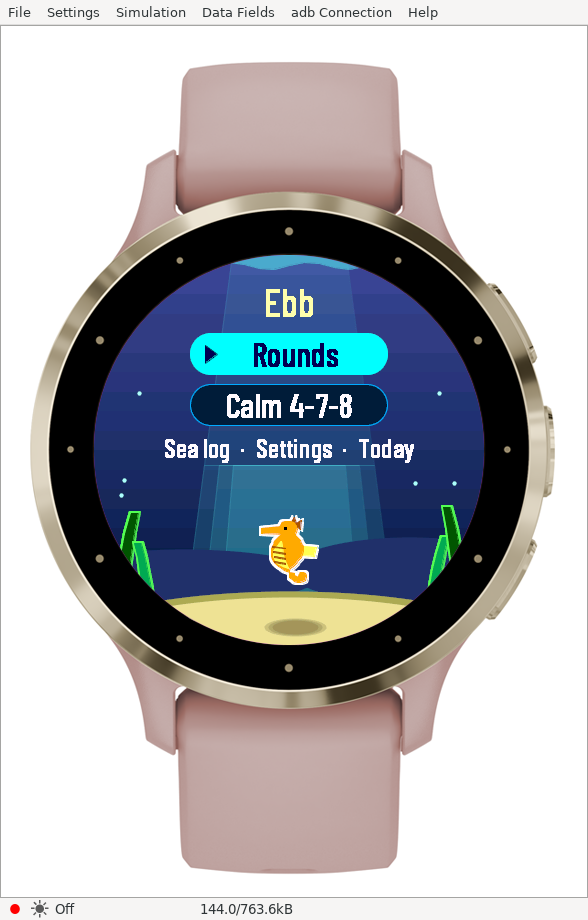 File Settings Simulation Data Fields adb Connection Help
Ebb
Rounds
Calm 4-7-8
Sea log · Settings · Today
Off 144.0/763.6kB